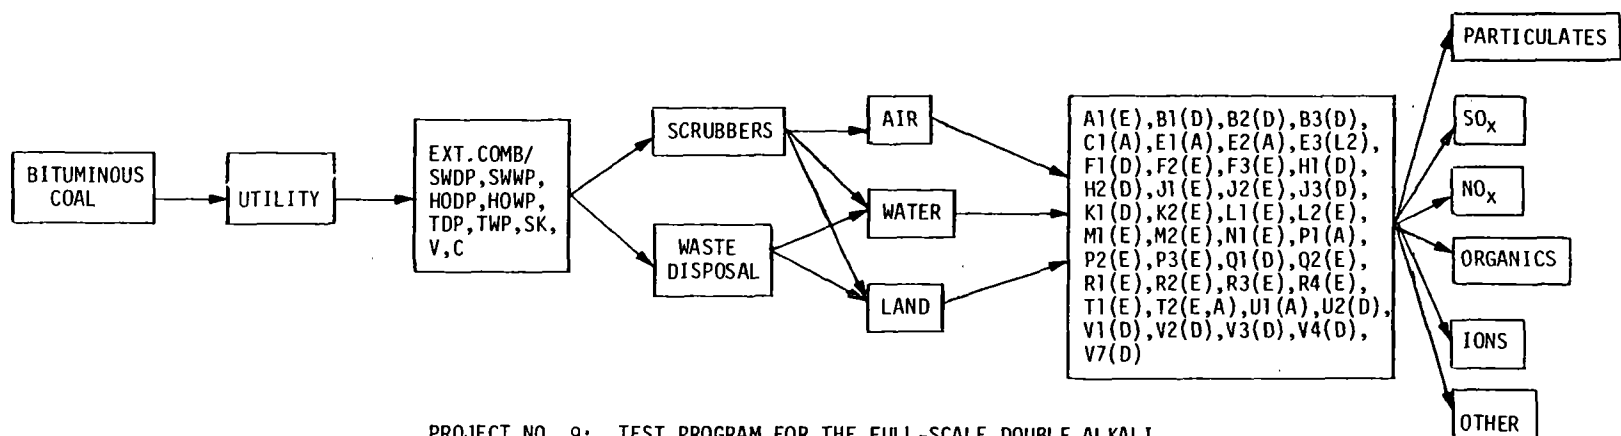 BITUMINOUS
COAL
UTILITY
EXT.COMB/
SWDP,SWWP,
HODP,HOWP,
TDP,TWP,SK,
V,C
SCRUBBERS
WASTE
DISPOSAL
AIR
WATER
LAND
A1(E),B1(D),B2(D),B3(D),
C1(A),E1(A),E2(A),E3(L2),
F1(D),F2(E),F3(E),H1(D),
H2(D),J1(E),J2(E),J3(D),
K1(D),K2(E),L1(E),L2(E),
M1(E),M2(E),N1(E),P1(A),
P2(E),P3(E),Q1(D),Q2(E),
R1(E),R2(E),R3(E),R4(E),
T1(E),T2(E,A),U1(A),U2(D),
V1(D),V2(D),V3(D),V4(D),
V7(D)
PARTICULATES
SOx
NOx
ORGANICS
IONS
OTHER
PROJECT NO. 9: TEST PROGRAM FOR THE FULL-SCALE DOUBLE ALKALI